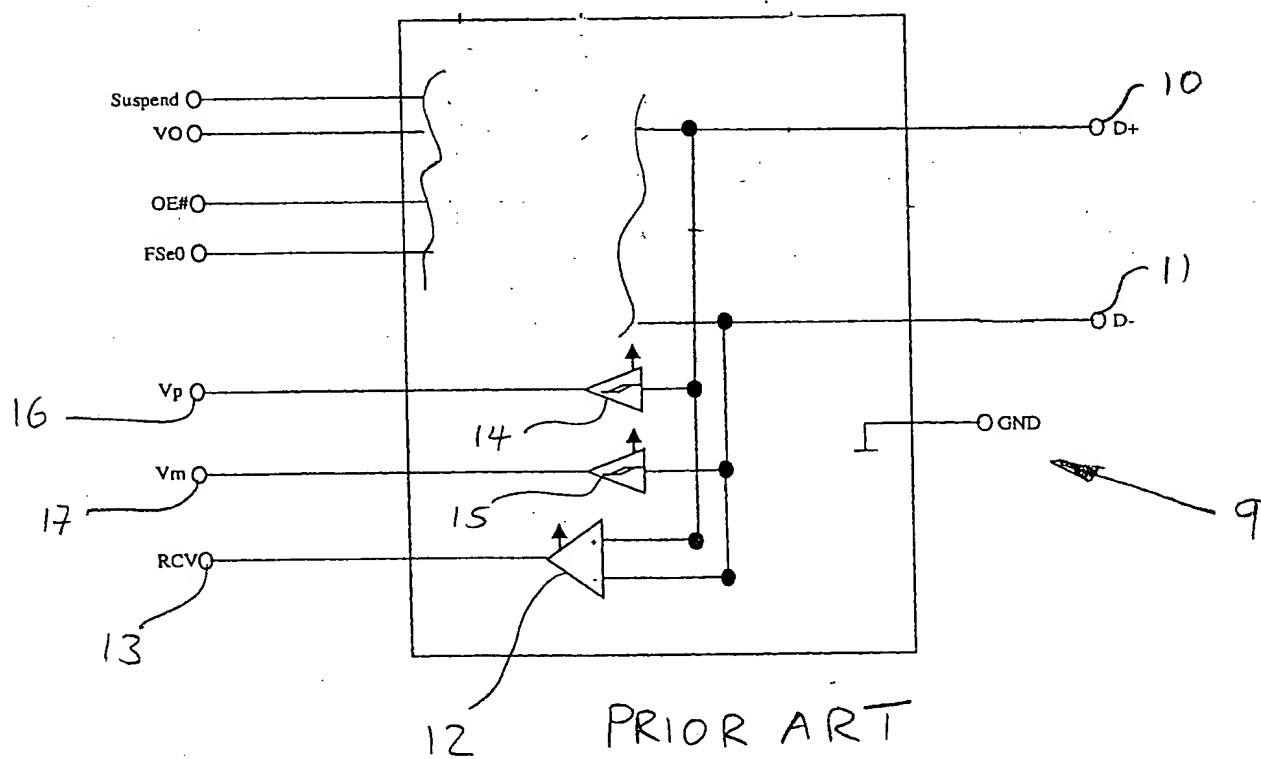 10
Suspend
D+
VO
OE#
FSe0
11
D-
Vp
16
14
GND
Vm
15
17
9
RCV
+
-
13
12
PRIOR ART